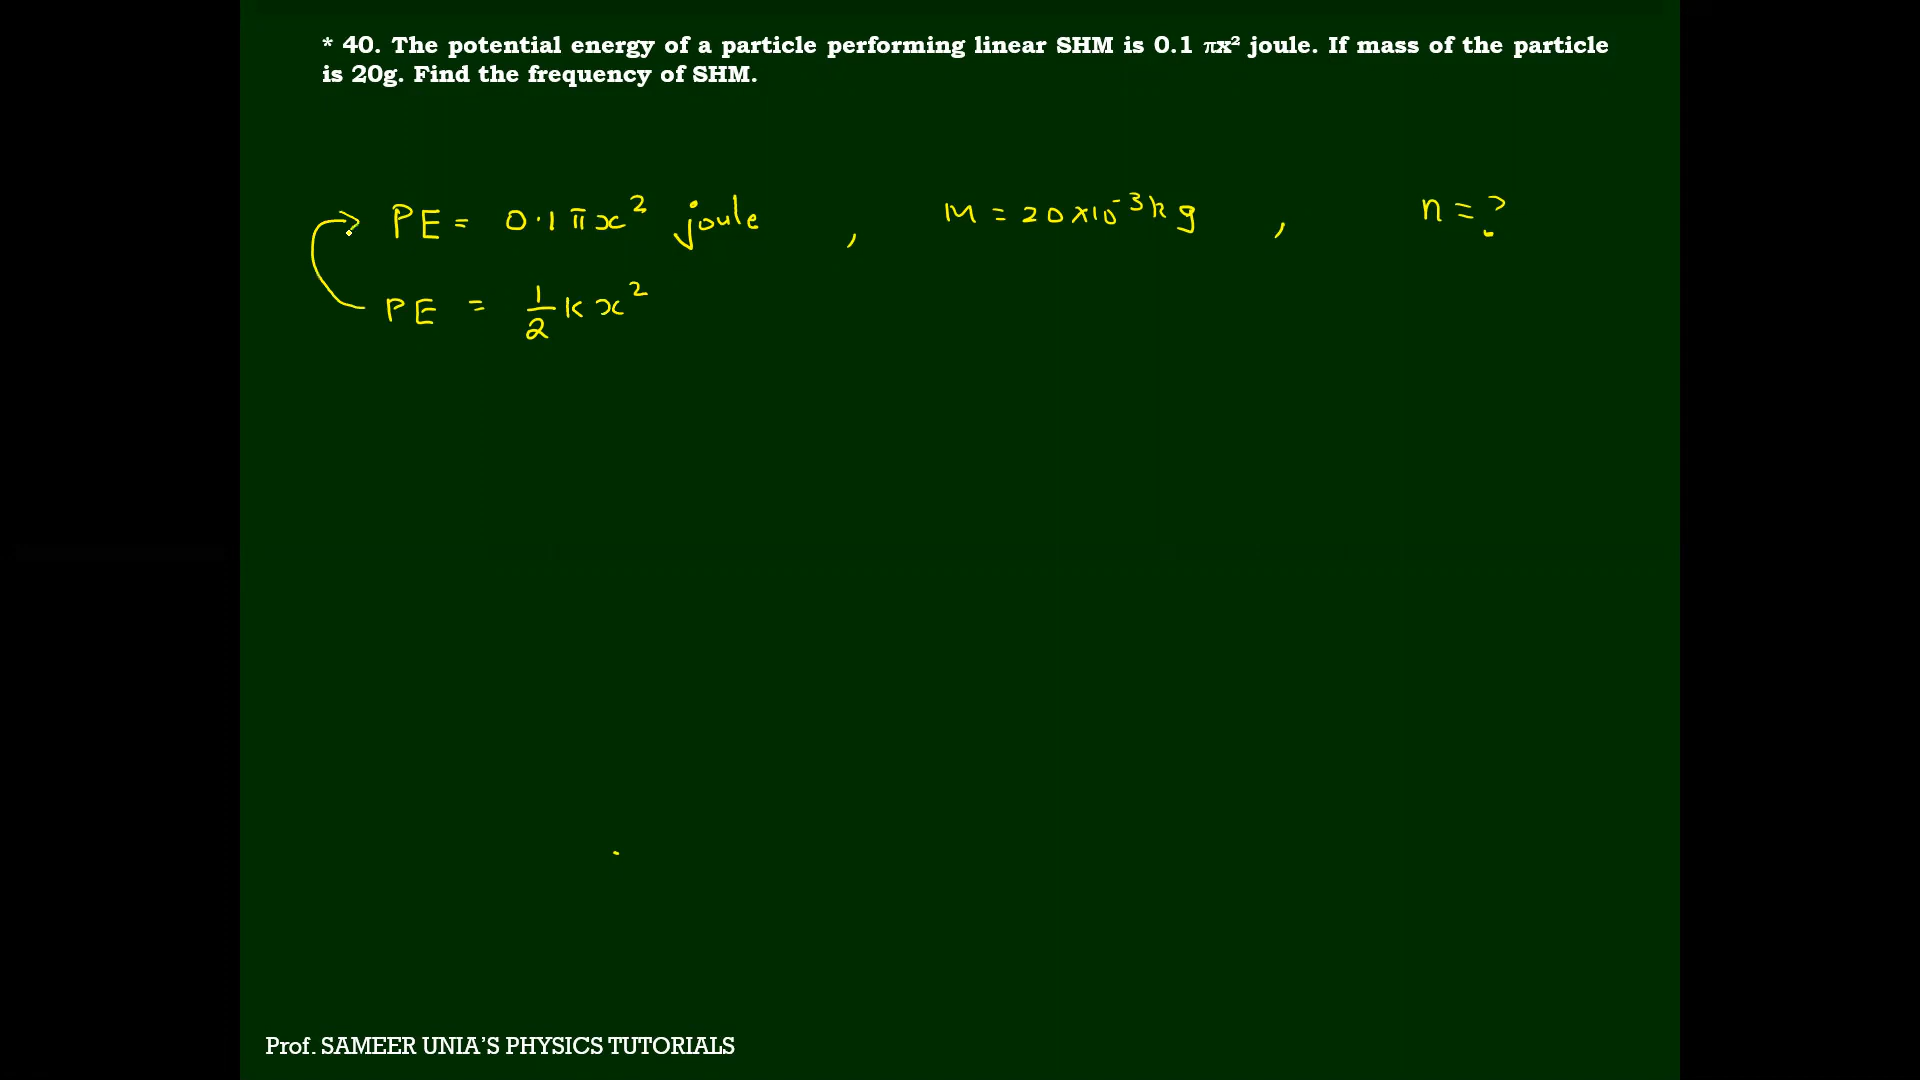 * 40. The potential energy of a particle performing linear SHM is 0.1 πx² joule. If mass of the particle
is 20g. Find the frequency of SHM.
PE = 0.1 πx² joule , M = 20×10⁻³kg , n = ?
PE = 1/2 kx²
Prof. SAMEER UNIA'S PHYSICS TUTORIALS